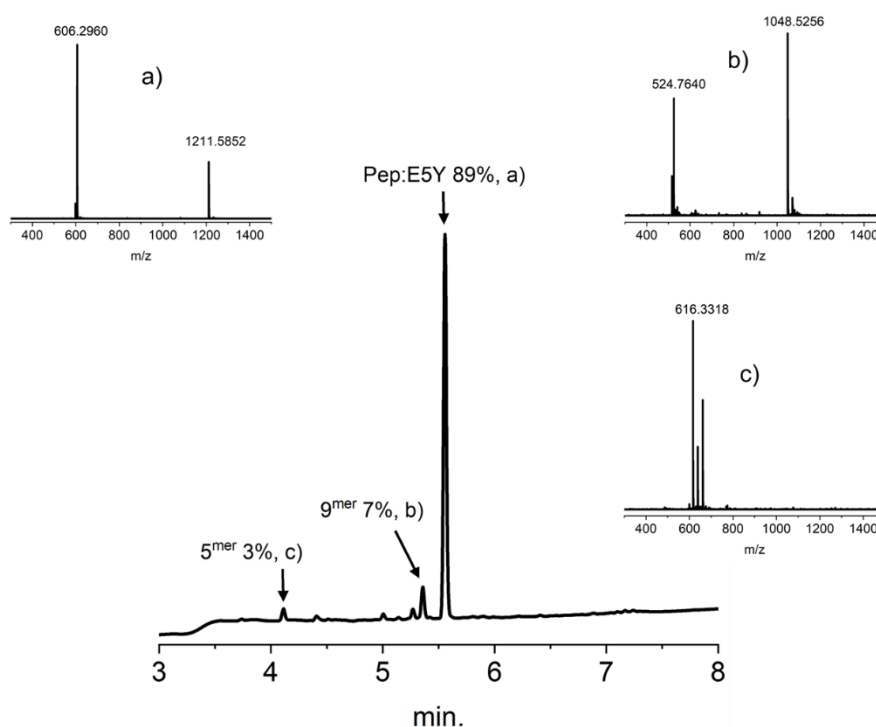 606.2960
a)
1211.5852
400 600 800 1000 1200 1400
m/z
1048.5256
b)
524.7640
400 600 800 1000 1200 1400
m/z
616.3318
c)
400 600 800 1000 1200 1400
m/z
Pep:E5Y 89%, a)
9mer 7%, b)
5mer 3%, c)
3 4 5 6 7 8
min.